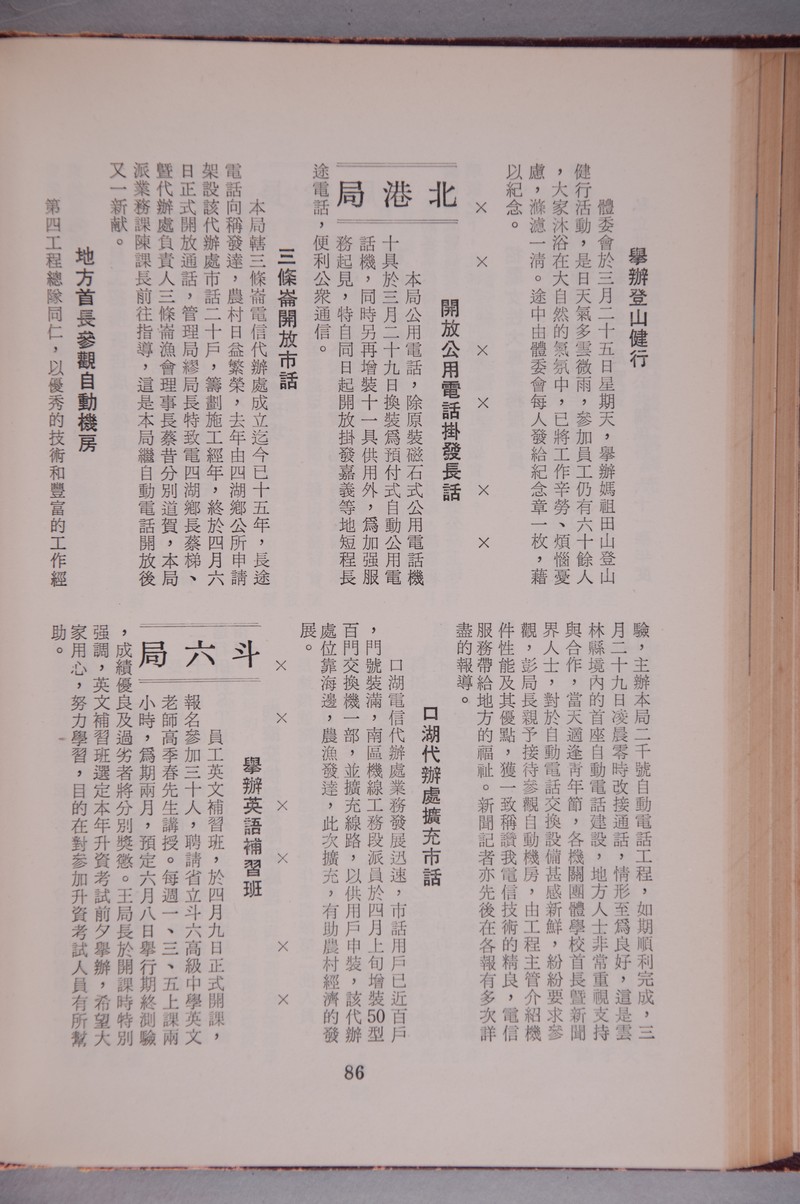 舉辦登山健行
體委會於三月二十五日星期天，舉辦媽祖田山登山
健行活動，是日天氣多雲微雨，參加員工仍有六十餘人
，大家沐浴在大自然的氣氛中，已將工作辛勞、煩惱憂
慮，滌濾一淸。途中由體委會每人發給紀念章一枚，藉
以紀念。
×　×　×　×　×　×
北港局
開放公用電話掛發長話
本局公用電話，除原裝磁石式公用電話機
十具於三月二十九日換裝爲預付式自動公用電
話機，同時另再增裝十一具供用外，爲加强服
務起見，特自同日起開放掛發嘉義等地短程長
途電話，便利公衆通信。
三條崙開放市話
本局轄三條崙電信代辦處成立迄今已十五年，長途
電話向稱發達，農村日益繁榮，去年由四湖鄕公所申請
架設該代辦處市話二十戶，籌劃施工經年，終於四月六
日正式開放通話，管理局繆局長特致電四湖鄕長蔡梯、
暨代辦處負責人三條崙漁會理事長蔡昔分別道賀，本局
派業務課陳課長前往指導，這是本局繼自動電話開放後
又一新献。
地方首長參觀自動機房
第四工程總隊同仁，以優秀的技術和豐富的工作經
驗，主辦本局二千號自動電話工程，如期順利完成，三
月二十九日凌晨零時改接通話，情形至爲良好，這是雲
林縣境內的首座自動電話建設，地方人士非常重視支持
與合作，當天適逢靑年節，各機關團體學校首長暨新聞
界人士，對於自動電話交換設備甚感新鮮，紛紛要求參
觀，彭局長親予接待參觀自動機房，由工程主管介紹機
件性能及其優點，獲一致稱讚我電信技術的精良，電信
服務帶給地方的福祉。新聞記者亦先後在各報有多次詳
盡的報導。
口湖代辦處擴充市話
口湖電信代辦處業務發展迅速，市話用戶已近百戶
，門號裝滿，南區機線工務段派員於四月上旬增裝50型
百門交換機一部，並擴充線路，以供用戶申裝，該代辦
處位靠海邊，農漁發達，此次擴充，有助農村經濟的發
展。
×　×　×　×　×　×
斗六局
舉辦英語補習班
員工英文補習班，於四月九日正式開課，
報名參加三十人，聘請省立斗六高級中學英文
老師高季春先生講授。每週一、三、五上課兩
小時，爲期兩月，預定六月八日舉行期終測驗
，成績優良及過劣者將分別獎懲。王局長於開課時特別
强調，英文補習班選定本年升資考試前夕舉辦，希望大
家用心，努力學習，目的在對參加升資考試人員有所幫
助。
86